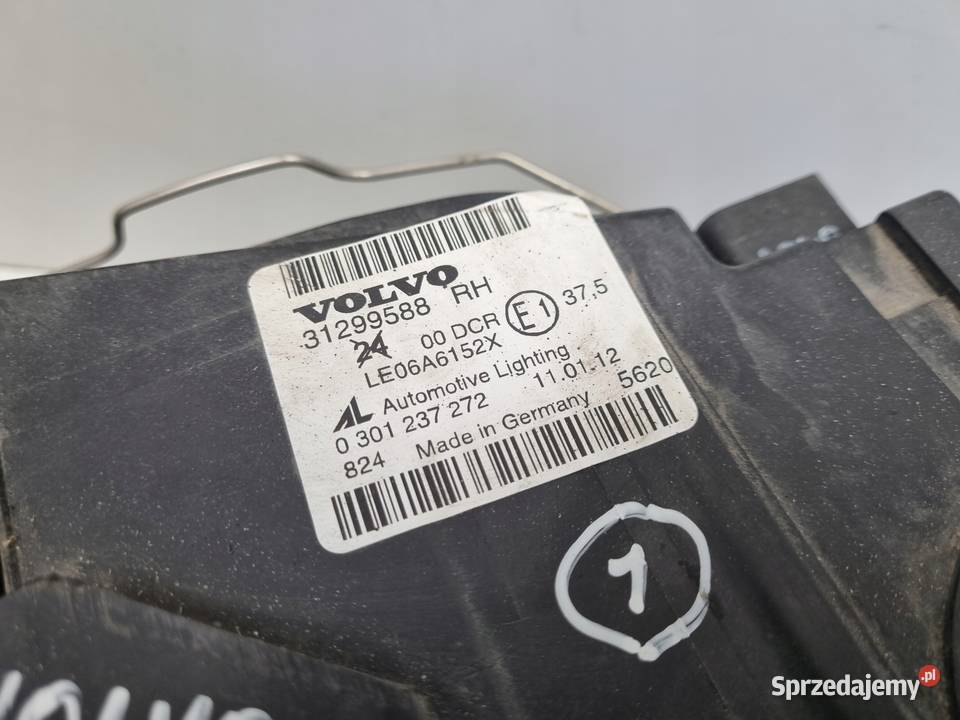 VOLVO
31299588 RH
24 00 DCR E1 37,5
LE06A6152X
AL Automotive Lighting
0 301 237 272 11.01.12
824 Made in Germany 5620
1
Sprzedajemy.pl